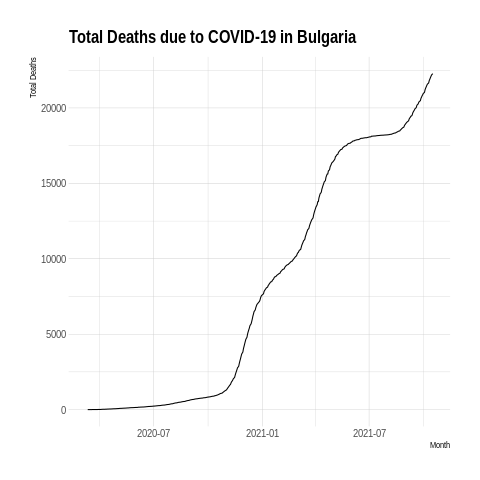 Total Deaths due to COVID-19 in Bulgaria
Total Deaths
20000
15000
10000
5000
0
2020-07 2021-01 2021-07
Month